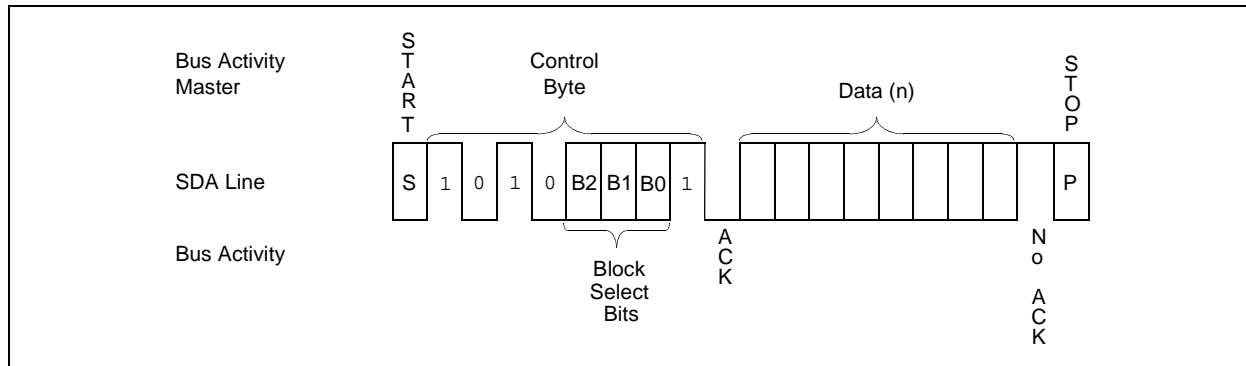 Bus Activity
Master
START
Control
Byte
Data (n)
STOP
SDA Line
S 1 0 1 0 B2 B1 B0 1 P
Bus Activity
Block
Select
Bits
ACK
No ACK